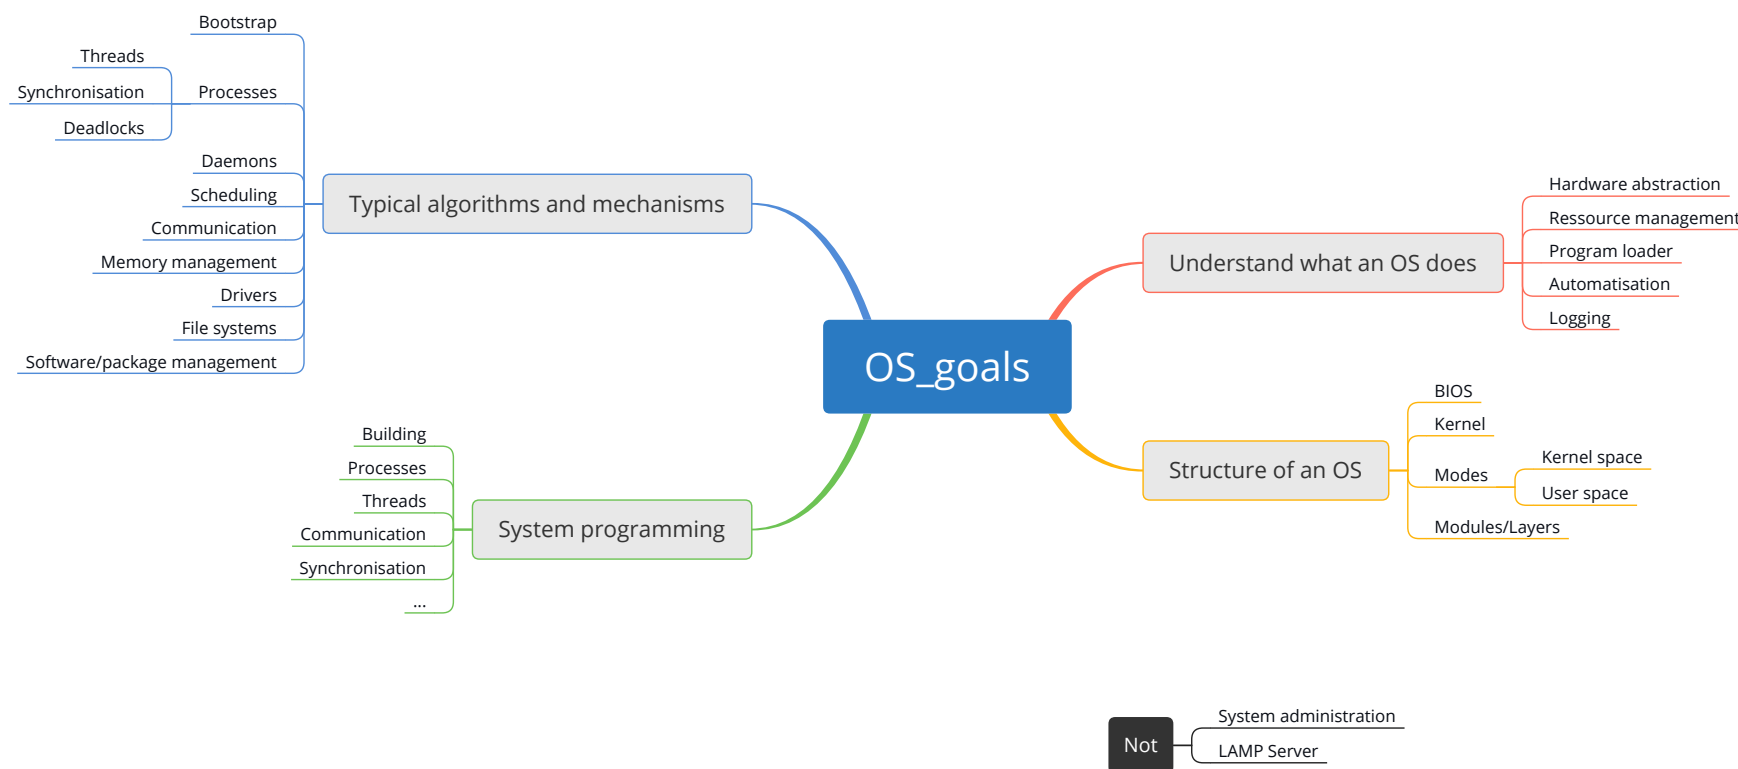 OS_goals
Typical algorithms and mechanisms
Bootstrap
Processes
Threads
Synchronisation
Deadlocks
Daemons
Scheduling
Communication
Memory management
Drivers
File systems
Software/package management
System programming
Building
Processes
Threads
Communication
Synchronisation
...
Understand what an OS does
Hardware abstraction
Ressource management
Program loader
Automatisation
Logging
Structure of an OS
BIOS
Kernel
Modes
Kernel space
User space
Modules/Layers
Not
System administration
LAMP Server